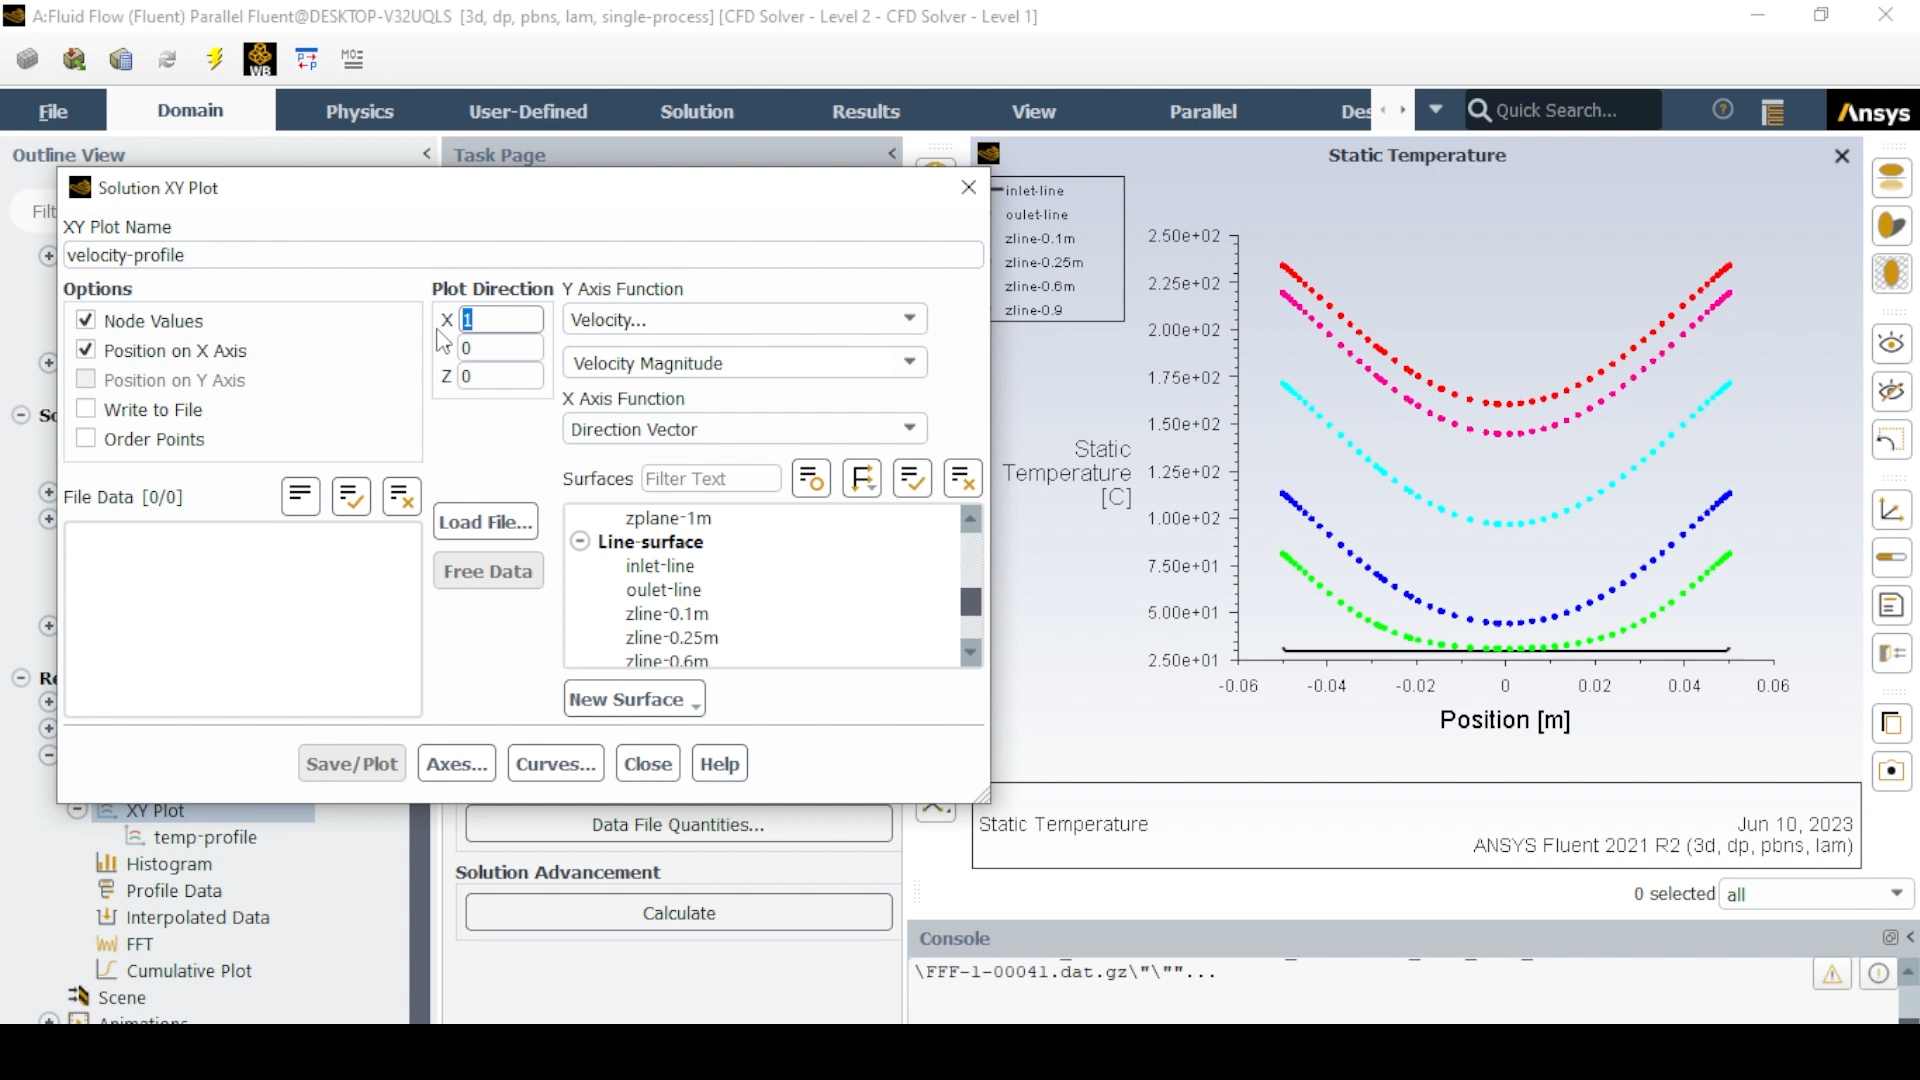 A:Fluid Flow (Fluent) Parallel Fluent@DESKTOP-V32UQLS [3d, dp, pbns, lam, single-process] [CFD Solver - Level 2 - CFD Solver - Level 1]
WB
File
Domain
Physics
User-Defined
Solution
Results
View
Parallel
Des
Quick Search...
Ansys
Outline View
Task Page
Static Temperature
Filt
Solution XY Plot
XY Plot Name
velocity-profile
Options
Node Values
Position on X Axis
Position on Y Axis
Write to File
Order Points
Plot Direction
X 1
0
Z 0
Y Axis Function
Velocity...
Velocity Magnitude
X Axis Function
Direction Vector
File Data [0/0]
Load File...
Free Data
Surfaces Filter Text
zplane-1m
Line-surface
inlet-line
oulet-line
zline-0.1m
zline-0.25m
zline-0.6m
New Surface
Save/Plot
Axes...
Curves...
Close
Help
So
Re
XY Plot
temp-profile
Histogram
Profile Data
Interpolated Data
FFT
Cumulative Plot
Scene
Animations
Data File Quantities...
Solution Advancement
Calculate
inlet-line
oulet-line
zline-0.1m
zline-0.25m
zline-0.6m
zline-0.9
Static
Temperature
[C]
2.50e+02
2.25e+02
2.00e+02
1.75e+02
1.50e+02
1.25e+02
1.00e+02
7.50e+01
5.00e+01
2.50e+01
-0.06 -0.04 -0.02 0 0.02 0.04 0.06
Position [m]
Static Temperature
Jun 10, 2023
ANSYS Fluent 2021 R2 (3d, dp, pbns, lam)
0 selected all
Console
\FFF-1-00041.dat.gz\"\""...